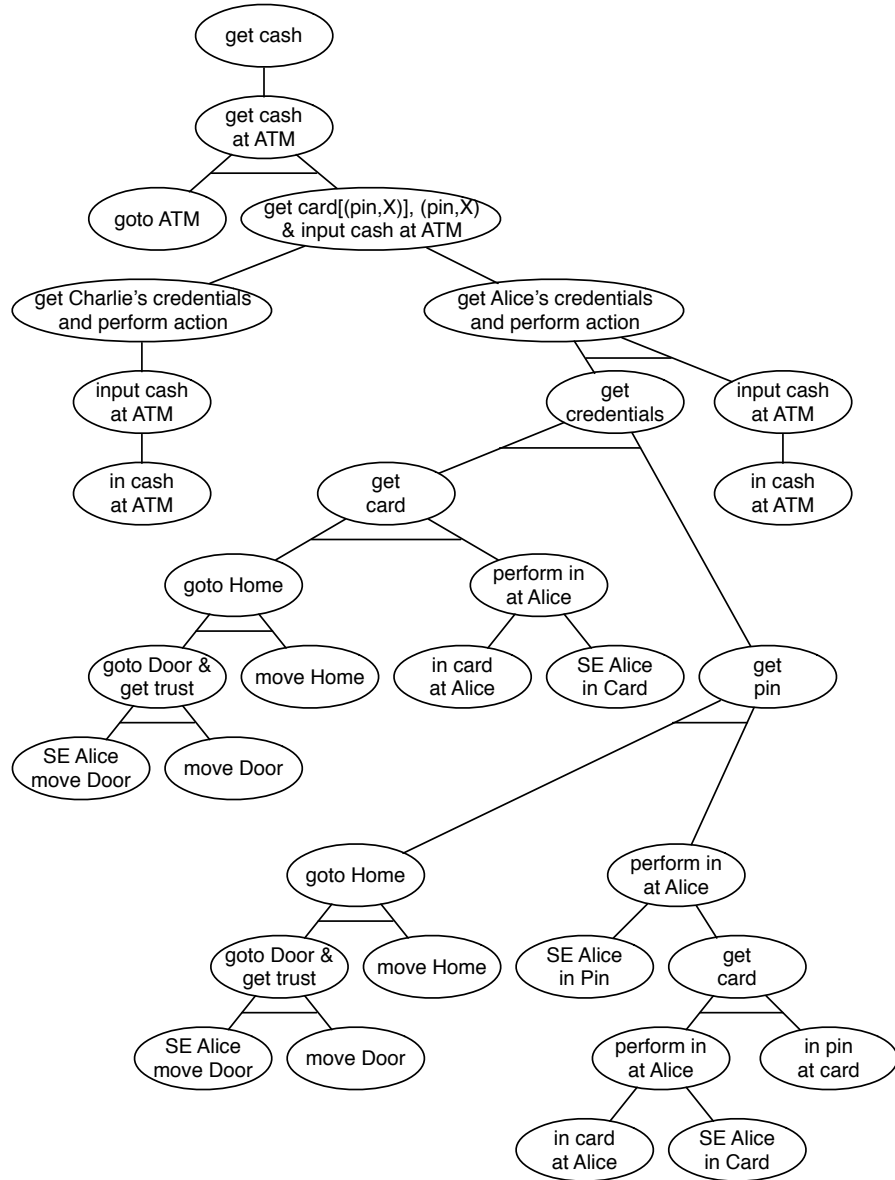 get cash
get cash
at ATM
goto ATM
get card[(pin,X)], (pin,X)
& input cash at ATM
get Charlie's credentials
and perform action
get Alice's credentials
and perform action
input cash
at ATM
get
credentials
input cash
at ATM
in cash
at ATM
get
card
in cash
at ATM
goto Home
perform in
at Alice
goto Door &
get trust
move Home
in card
at Alice
SE Alice
in Card
get
pin
SE Alice
move Door
move Door
goto Home
perform in
at Alice
goto Door &
get trust
move Home
SE Alice
in Pin
get
card
SE Alice
move Door
move Door
perform in
at Alice
in pin
at card
in card
at Alice
SE Alice
in Card